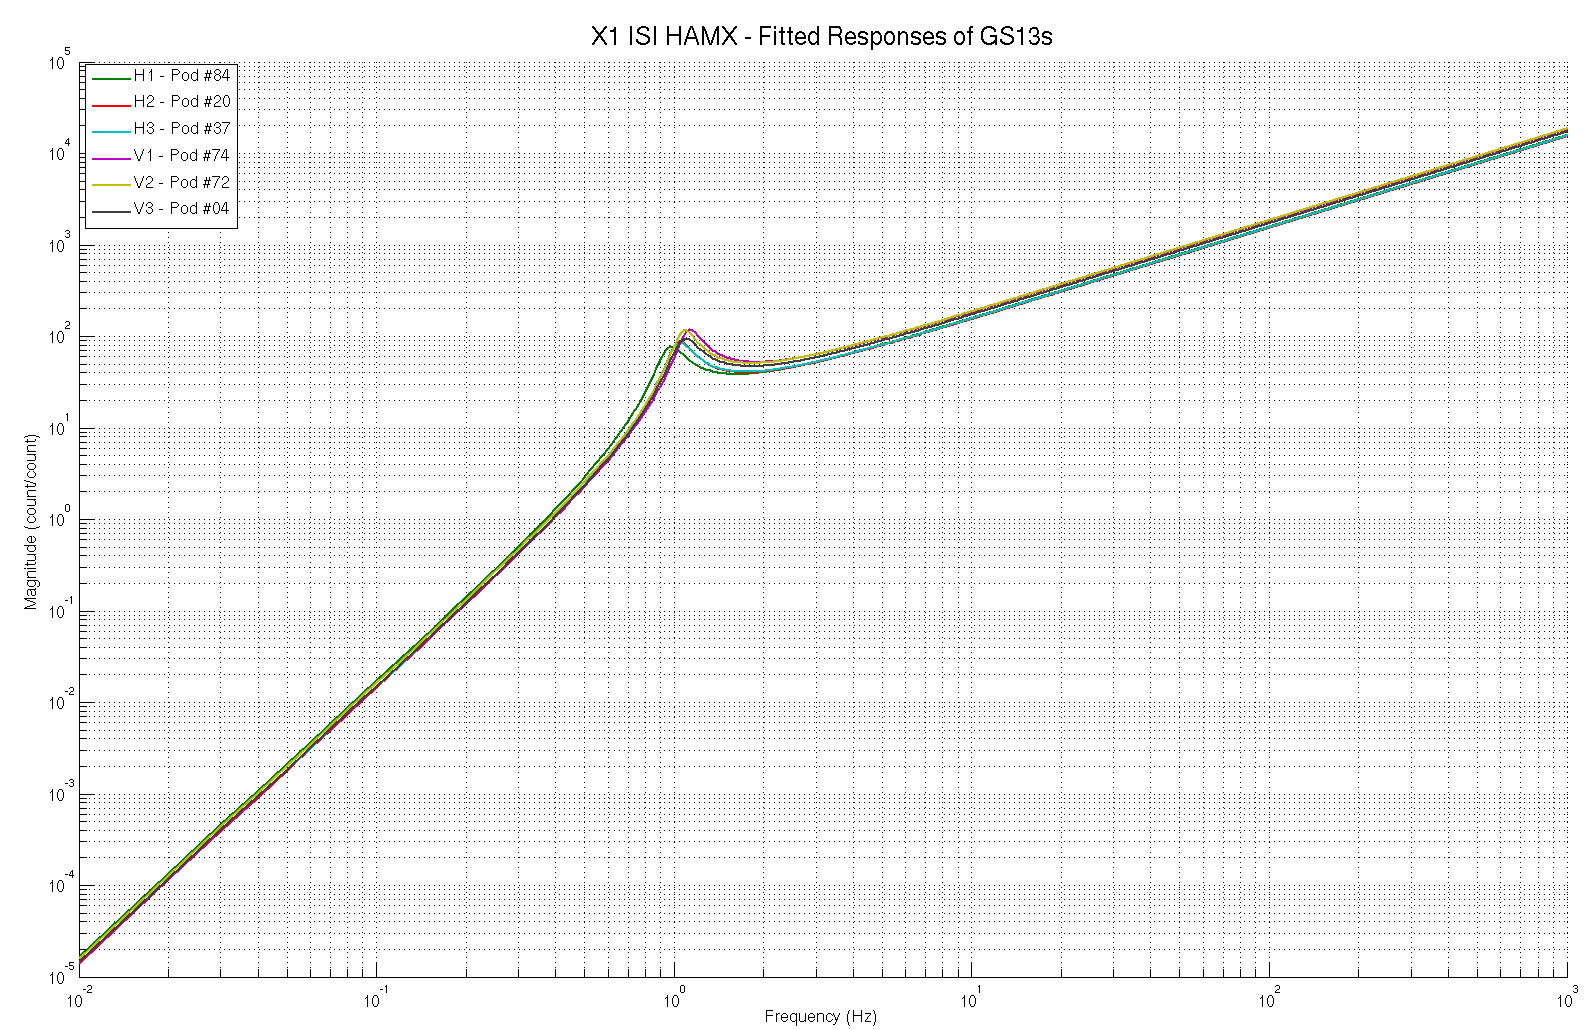 X1 ISI HAMX - Fitted Responses of GS13s
H1 - Pod #84
H2 - Pod #20
H3 - Pod #37
V1 - Pod #74
V2 - Pod #72
V3 - Pod #04
Magnitude (count/count)
10^5
10^4
10^3
10^2
10^1
10^0
10^-1
10^-2
10^-3
10^-4
10^-5
10^-2 10^-1 10^0 10^1 10^2 10^3
Frequency (Hz)